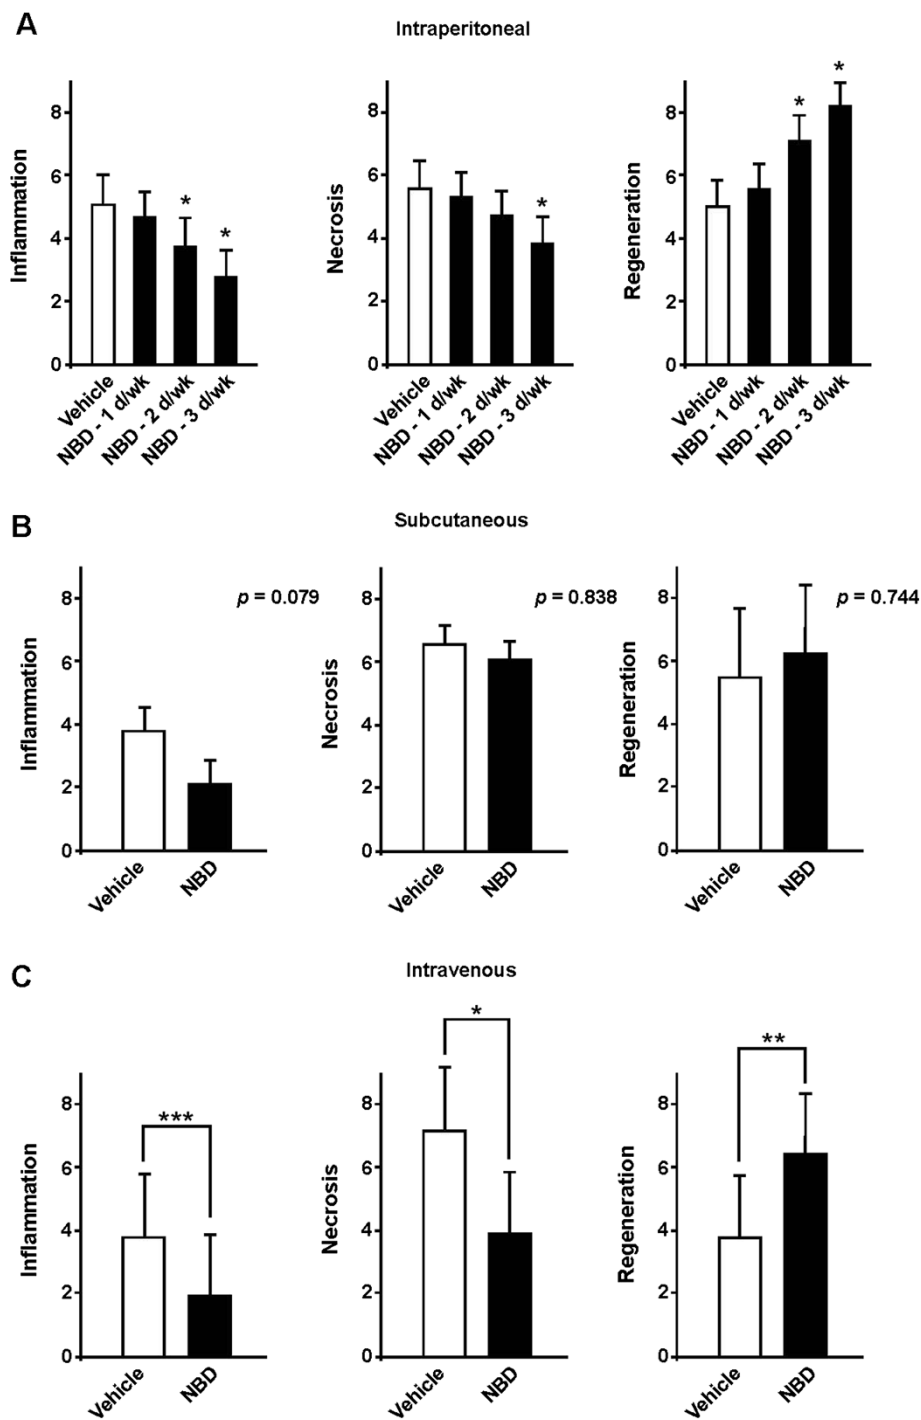 A
Intraperitoneal
Inflammation
8
6
4
2
0
*
*
Vehicle
NBD - 1 d/wk
NBD - 2 d/wk
NBD - 3 d/wk
Necrosis
8
6
4
2
0
*
Vehicle
NBD - 1 d/wk
NBD - 2 d/wk
NBD - 3 d/wk
Regeneration
8
6
4
2
0
*
*
Vehicle
NBD - 1 d/wk
NBD - 2 d/wk
NBD - 3 d/wk
B
Subcutaneous
Inflammation
8
6
4
2
0
p = 0.079
Vehicle
NBD
Necrosis
8
6
4
2
0
p = 0.838
Vehicle
NBD
Regeneration
8
6
4
2
0
p = 0.744
Vehicle
NBD
C
Intravenous
Inflammation
8
6
4
2
0
***
Vehicle
NBD
Necrosis
8
6
4
2
0
*
Vehicle
NBD
Regeneration
8
6
4
2
0
**
Vehicle
NBD